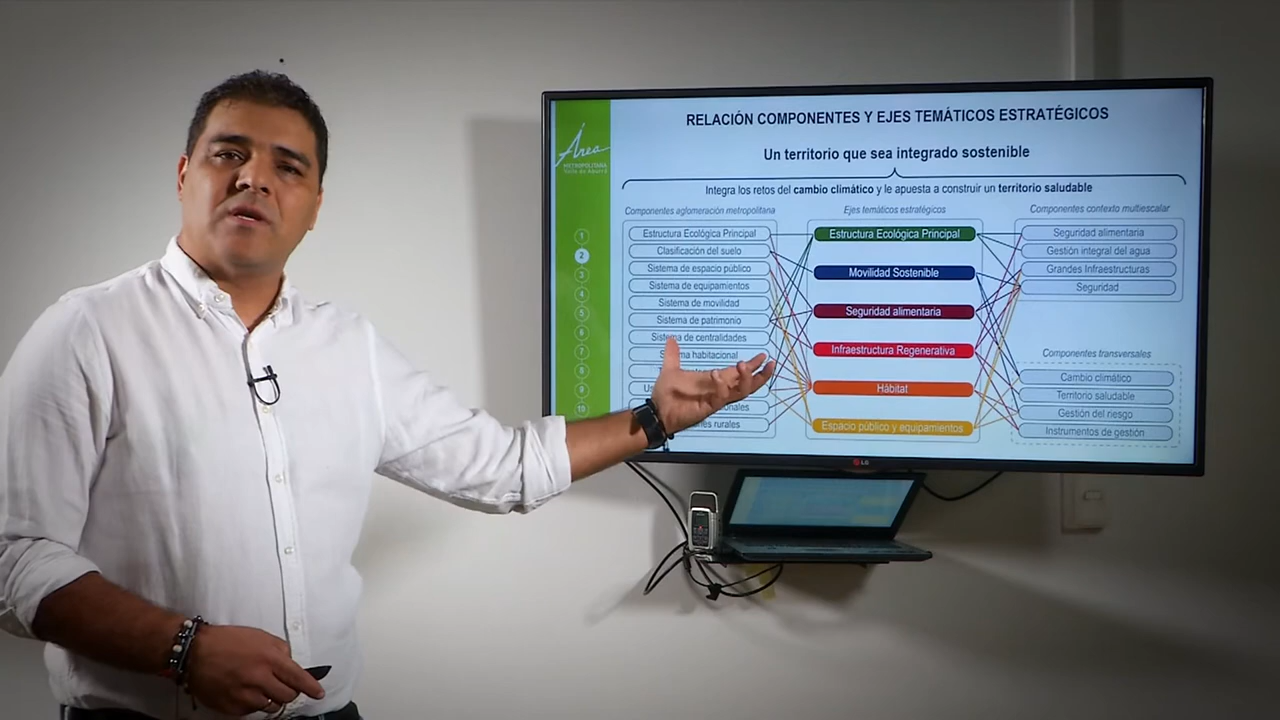 RELACIÓN COMPONENTES Y EJES TEMÁTICOS ESTRATÉGICOS
Área
METROPOLITANA
Valle de Aburrá
Un territorio que sea integrado sostenible
Integra los retos del cambio climático y le apuesta a construir un territorio saludable
Componentes aglomeración metropolitana
Estructura Ecológica Principal
Clasificación del suelo
Sistema de espacio público
Sistema de equipamientos
Sistema de movilidad
Sistema de patrimonio
Sistema de centralidades
habitacional
rurales
Ejes temáticos estratégicos
Estructura Ecológica Principal
Movilidad Sostenible
Seguridad alimentaria
Infraestructura Regenerativa
Hábitat
Espacio público y equipamientos
Componentes contexto multiescalar
Seguridad alimentaria
Gestión integral del agua
Grandes Infraestructuras
Seguridad
Componentes transversales
Cambio climático
Territorio saludable
Gestión del riesgo
Instrumentos de gestión
1
2
3
4
5
6
7
8
9
10
LG